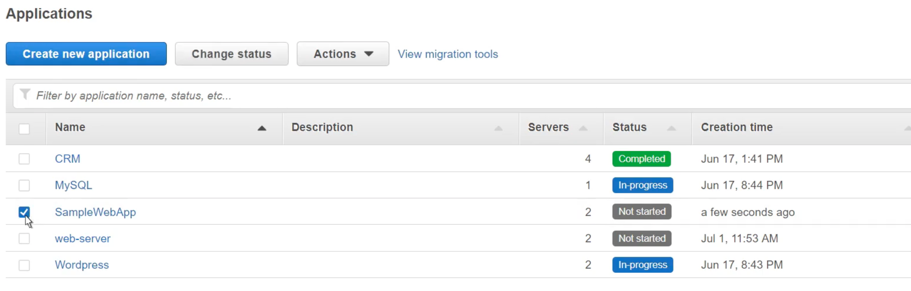 Applications
Create new application Change status Actions View migration tools
Filter by application name, status, etc...
Name Description Servers Status Creation time
CRM 4 Completed Jun 17, 1:41 PM
MySQL 1 In-progress Jun 17, 8:44 PM
SampleWebApp 2 Not started a few seconds ago
web-server 2 Not started Jul 1, 11:53 AM
Wordpress 2 In-progress Jun 17, 8:43 PM